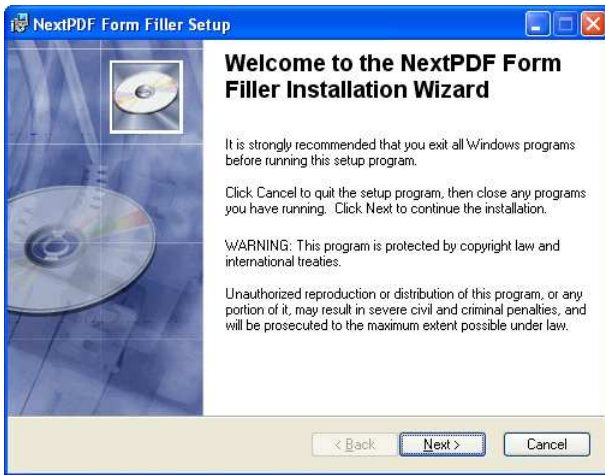 NextPDF Form Filler Setup
Welcome to the NextPDF Form
Filler Installation Wizard
It is strongly recommended that you exit all Windows programs
before running this setup program.
Click Cancel to quit the setup program, then close any programs
you have running. Click Next to continue the installation.
WARNING: This program is protected by copyright law and
international treaties.
Unauthorized reproduction or distribution of this program, or any
portion of it, may result in severe civil and criminal penalties, and
will be prosecuted to the maximum extent possible under law.
< Back Next > Cancel